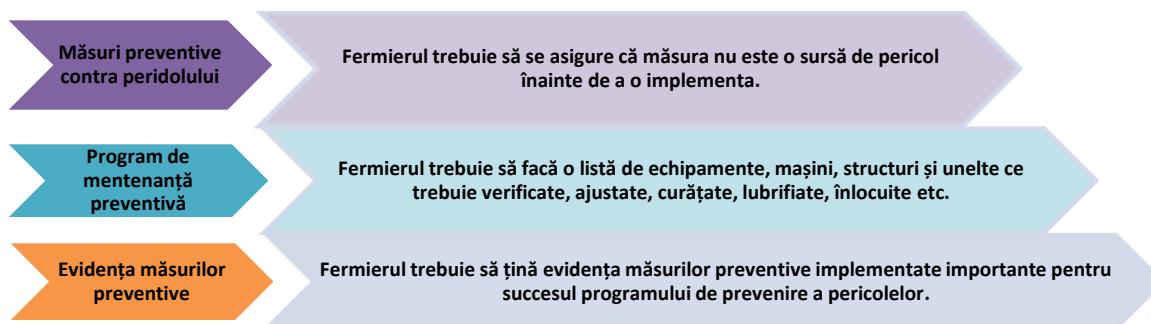 Măsuri preventive
contra peridolului
Fermierul trebuie să se asigure că măsura nu este o sursă de pericol
înainte de a o implementa.
Program de
mentenanță
preventivă
Fermierul trebuie să facă o listă de echipamente, mașini, structuri și unelte ce
trebuie verificate, ajustate, curățate, lubrifiate, înlocuite etc.
Evidența măsurilor
preventive
Fermierul trebuie să țină evidența măsurilor preventive implementate importante pentru
succesul programului de prevenire a pericolelor.